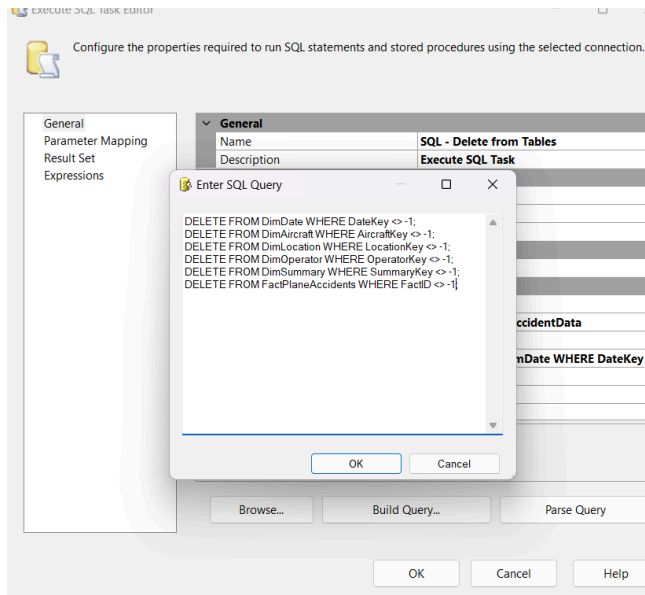 Execute SQL Task Editor
Configure the properties required to run SQL statements and stored procedures using the selected connection.
General
Parameter Mapping
Result Set
Expressions
General
Name SQL - Delete from Tables
Description Execute SQL Task
Enter SQL Query
DELETE FROM DimDate WHERE DateKey <> -1;
DELETE FROM DimAircraft WHERE AircraftKey <> -1;
DELETE FROM DimLocation WHERE LocationKey <> -1;
DELETE FROM DimOperator WHERE OperatorKey <> -1;
DELETE FROM DimSummary WHERE SummaryKey <> -1;
DELETE FROM FactPlaneAccidents WHERE FactID <> -1;
OK Cancel
ccidentData
mDate WHERE DateKey
Browse... Build Query... Parse Query
OK Cancel Help